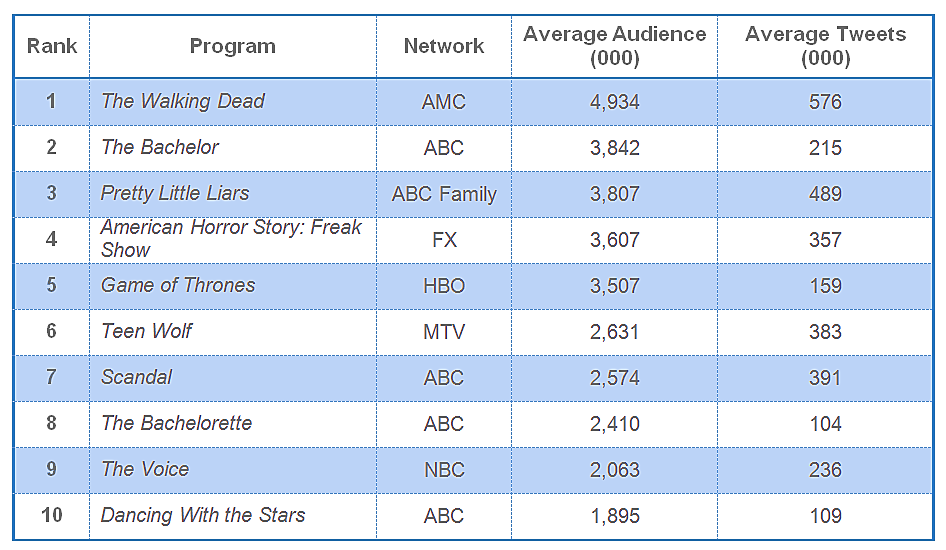 Rank Program Network Average Audience (000) Average Tweets (000)
1 The Walking Dead AMC 4,934 576
2 The Bachelor ABC 3,842 215
3 Pretty Little Liars ABC Family 3,807 489
4 American Horror Story: Freak Show FX 3,607 357
5 Game of Thrones HBO 3,507 159
6 Teen Wolf MTV 2,631 383
7 Scandal ABC 2,574 391
8 The Bachelorette ABC 2,410 104
9 The Voice NBC 2,063 236
10 Dancing With the Stars ABC 1,895 109